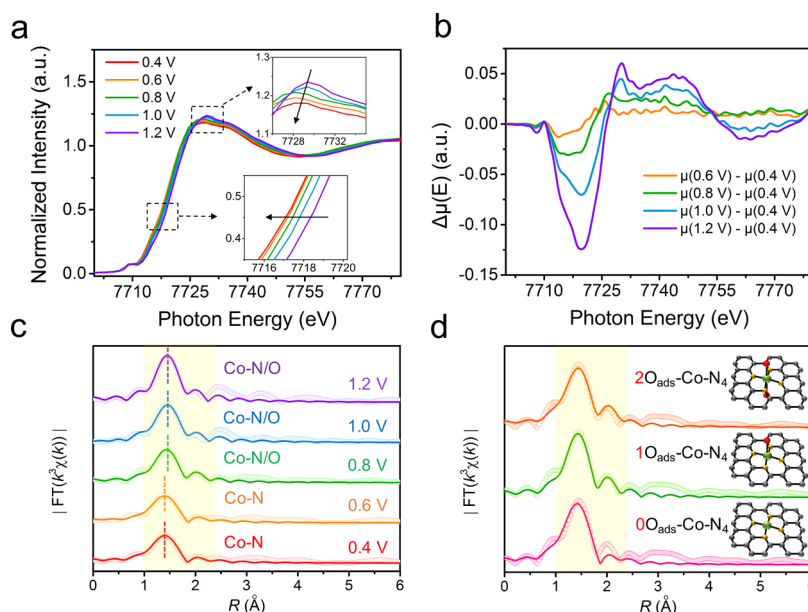 a
Normalized Intensity (a.u.)
1.5
1.2
0.9
0.6
0.3
0.0
0.4 V
0.6 V
0.8 V
1.0 V
1.2 V
1.3
1.2
1.1
7728 7732
0.5
0.4
7716 7718 7720
7710 7725 7740 7755 7770
Photon Energy (eV)
b
Δμ(E) (a.u.)
0.05
0.00
-0.05
-0.10
-0.15
μ(0.6 V) - μ(0.4 V)
μ(0.8 V) - μ(0.4 V)
μ(1.0 V) - μ(0.4 V)
μ(1.2 V) - μ(0.4 V)
7710 7725 7740 7755 7770
Photon Energy (eV)
c
| FT(k³χ(k)) |
Co-N/O 1.2 V
Co-N/O 1.0 V
Co-N/O 0.8 V
Co-N 0.6 V
Co-N 0.4 V
0 1 2 3 4 5 6
R (Å)
d
| FT(k³χ(k)) |
2Oads-Co-N4
1Oads-Co-N4
0Oads-Co-N4
0 1 2 3 4 5 6
R (Å)